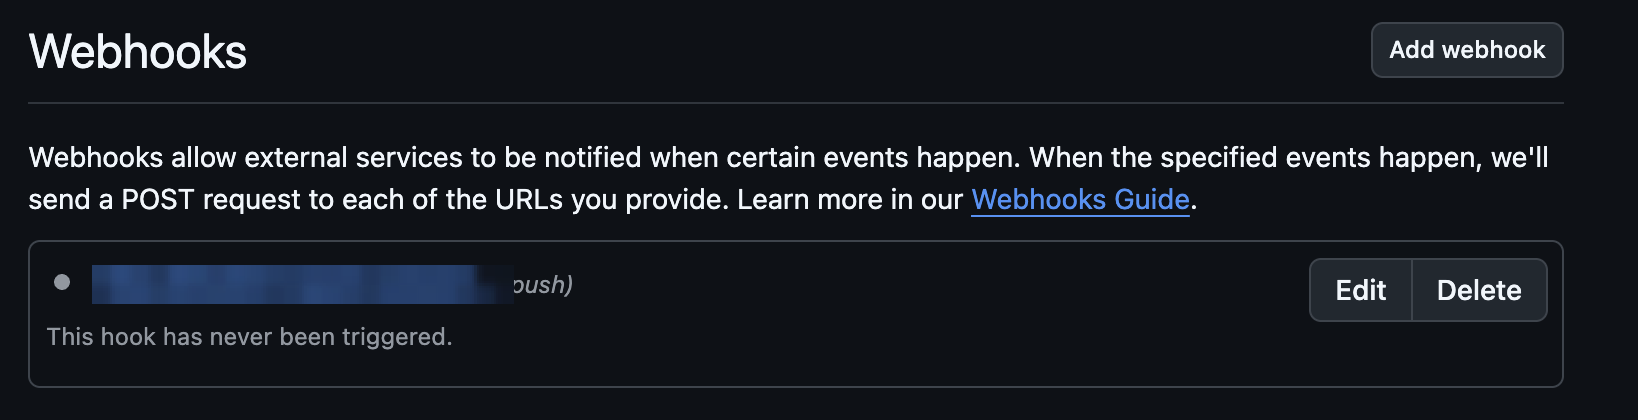 Webhooks
Add webhook
Webhooks allow external services to be notified when certain events happen. When the specified events happen, we'll
send a POST request to each of the URLs you provide. Learn more in our Webhooks Guide.
push)
Edit
Delete
This hook has never been triggered.